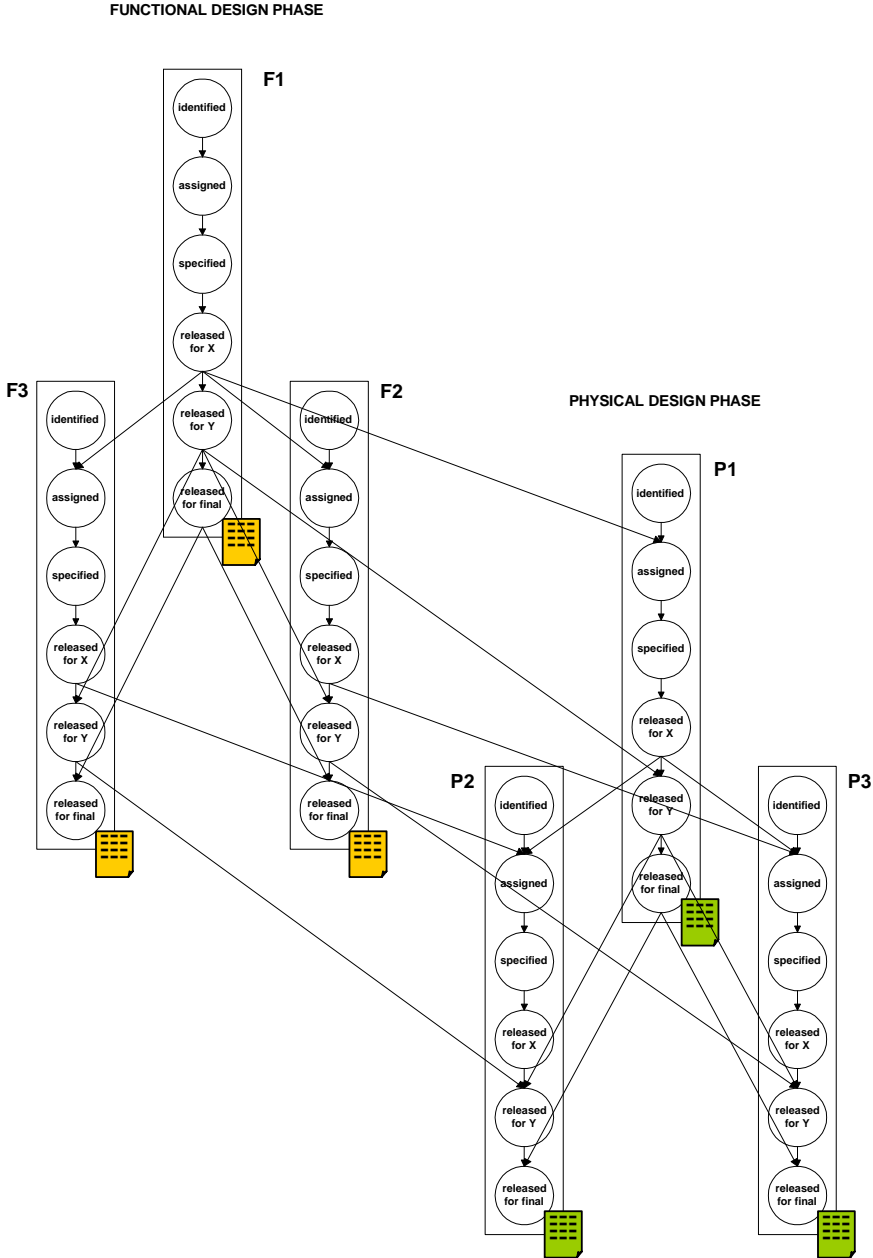 FUNCTIONAL DESIGN PHASE
F1
identified
assigned
specified
released
for X
released
for Y
released
for final
F3
identified
assigned
specified
released
for X
released
for Y
released
for final
F2
identified
assigned
specified
released
for X
released
for Y
released
for final
PHYSICAL DESIGN PHASE
P1
identified
assigned
specified
released
for X
released
for Y
released
for final
P2
identified
assigned
specified
released
for X
released
for Y
released
for final
P3
identified
assigned
specified
released
for X
released
for Y
released
for final